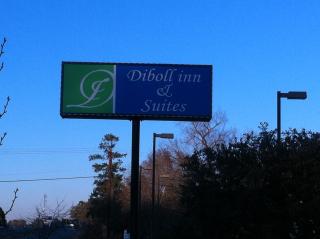 Diboll inn
&
Suites